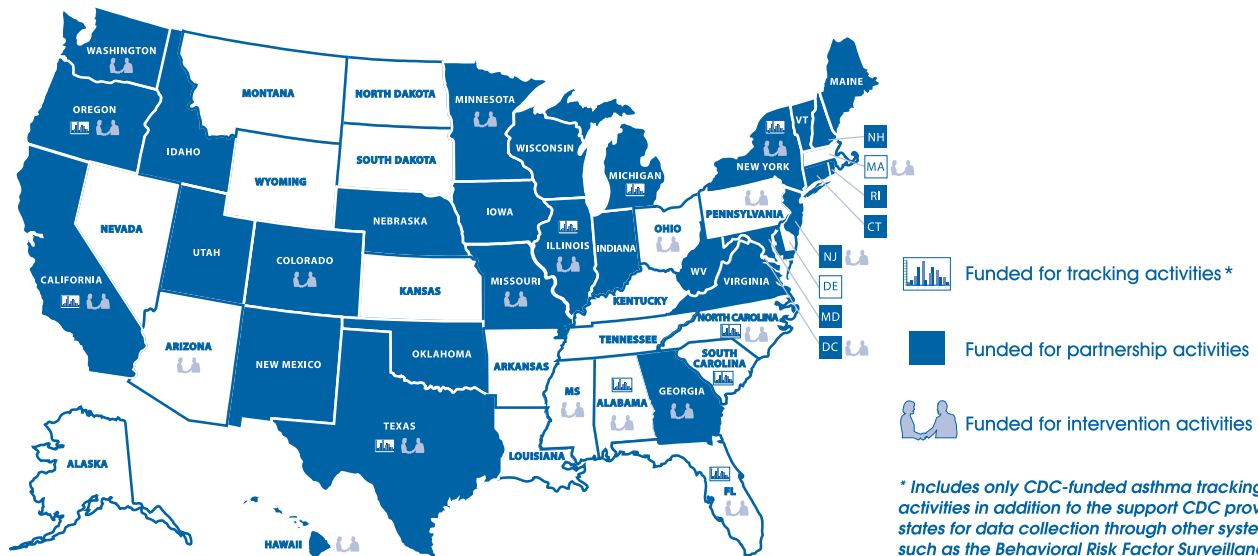 WASHINGTON
MONTANA
NORTH DAKOTA
MINNESOTA
MAINE
OREGON
VT
NH
IDAHO
SOUTH DAKOTA
WISCONSIN
MICHIGAN
NEW YORK
MA
WYOMING
RI
NEBRASKA
IOWA
PENNSYLVANIA
CT
NEVADA
OHIO
UTAH
ILLINOIS
INDIANA
NJ
COLORADO
Funded for tracking activities*
CALIFORNIA
KANSAS
MISSOURI
WV
VIRGINIA
DE
KENTUCKY
MD
NORTH CAROLINA
ARIZONA
TENNESSEE
DC
Funded for partnership activities
NEW MEXICO
OKLAHOMA
ARKANSAS
SOUTH
CAROLINA
MS
ALABAMA
GEORGIA
Funded for intervention activities
TEXAS
LOUISIANA
ALASKA
FL
HAWAII
* Includes only CDC-funded asthma tracking
activities in addition to the support CDC prov
states for data collection through other syste
such as the Behavioral Risk Factor Surveillan